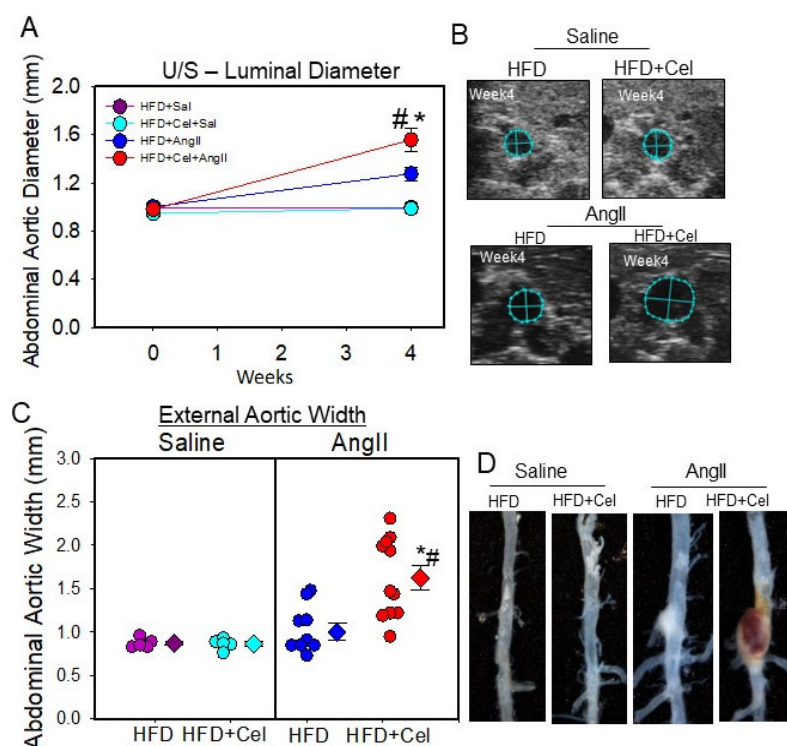 A
U/S – Luminal Diameter
Abdominal Aortic Diameter (mm)
2.0
1.6
1.2
0.8
0.4
0.0
HFD+Sal
HFD+Cel+Sal
HFD+AngII
HFD+Cel+AngII
# *
0 1 2 3 4
Weeks
B
Saline
HFD HFD+Cel
Week4 Week4
AngII
HFD HFD+Cel
Week4 Week4
C
External Aortic Width
Saline AngII
Abdominal Aortic Width (mm)
3.0
2.5
2.0
1.5
1.0
0.5
0.0
*#
HFD HFD+Cel HFD HFD+Cel
D
Saline AngII
HFD HFD+Cel HFD HFD+Cel